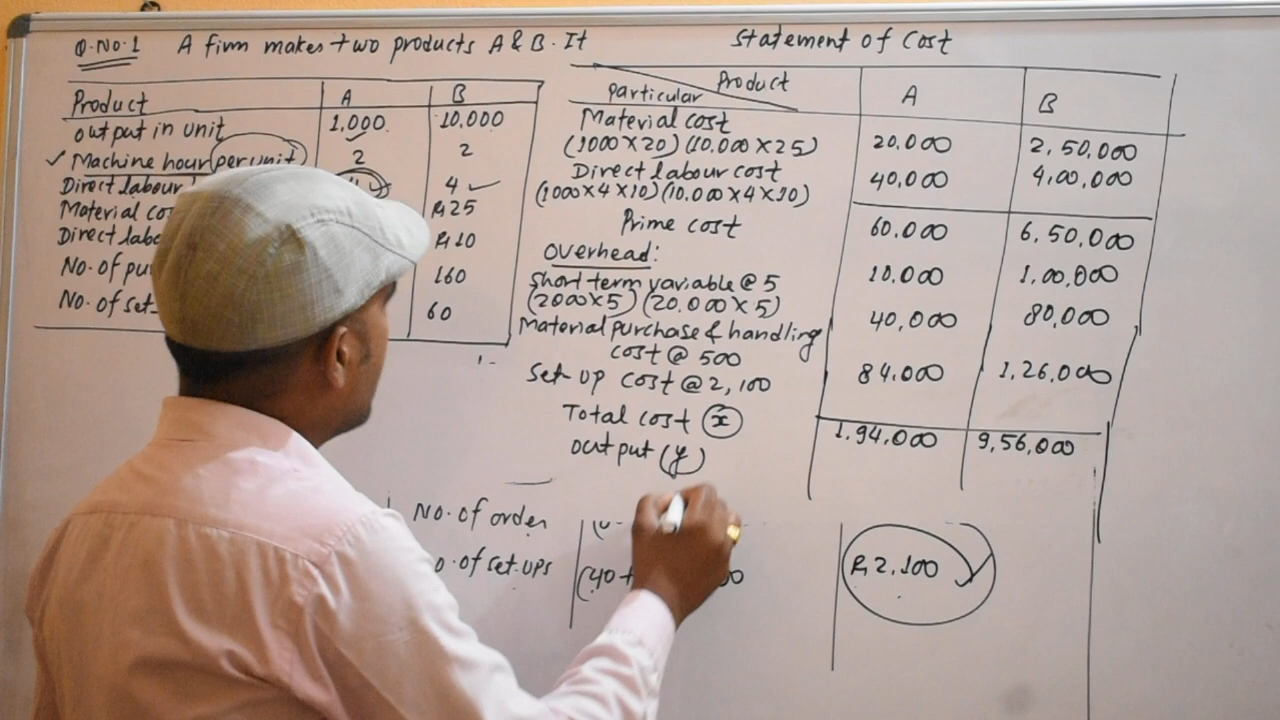 Q.No.1 A firm makes two products A & B. It
Product A B
output in unit 1,000 10,000
✓ Machine hour per unit 2 2
Direct labour 4 ✓
Material co ₨25
Direct labo ₨10
No. of pu 160
No. of set- 60
Statement of Cost
Particular Product A B
Material cost
(1000×20) (10,000×25) 20,000 2,50,000
Direct labour cost 40,000 4,00,000
(1000×4×10) (10,000×4×10)
Prime cost 60,000 6,50,000
Overhead:
Short term variable @ 5 10,000 1,00,000
(2000×5) (20,000×5)
Material purchase & handling 40,000 80,000
cost @ 500
Set-up cost @ 2,100 84,000 1,26,000
Total cost (x) 1,94,000 9,56,000
output (y)
No. of order
o. of set-ups (40+ ₨2,100 ✓